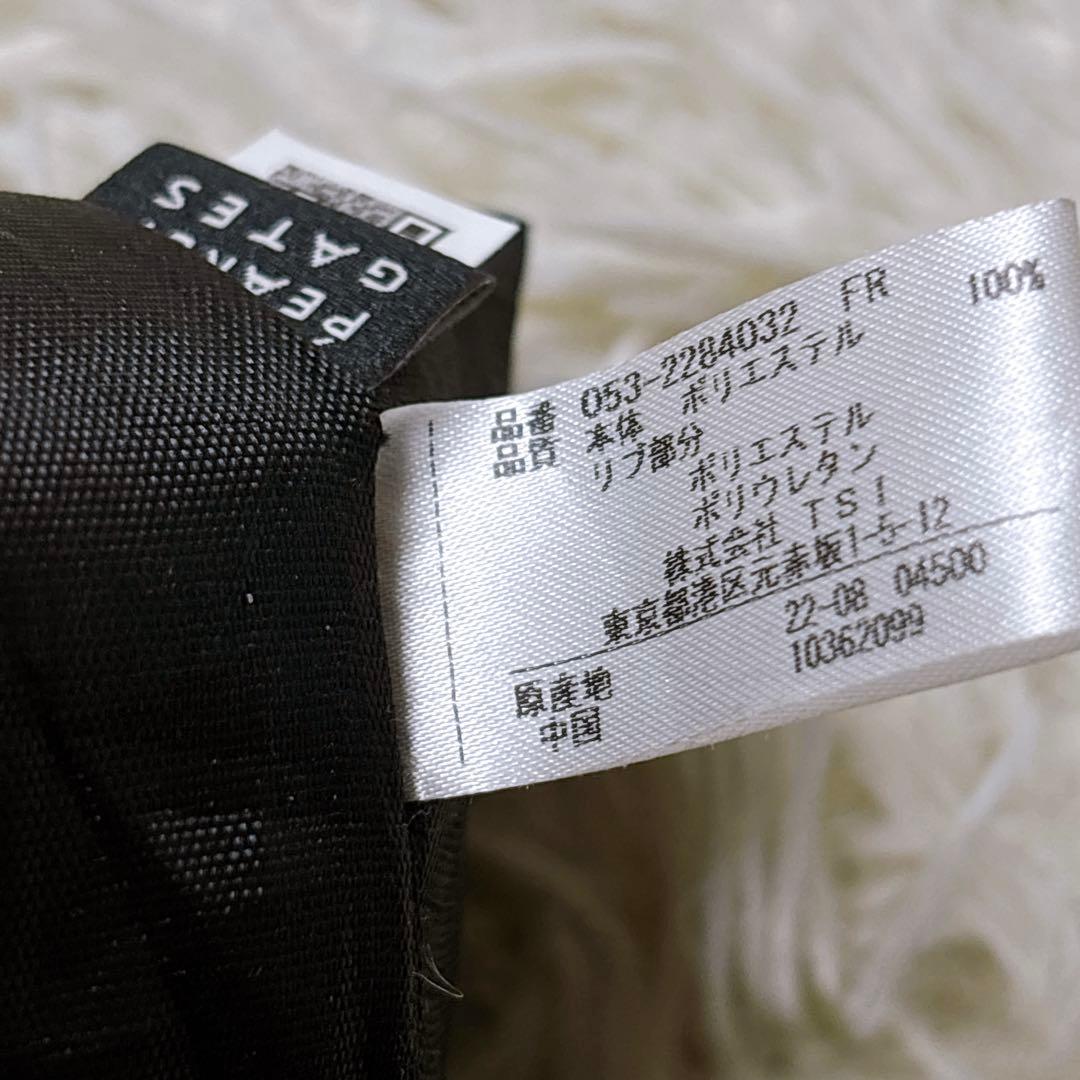 PEARLY
GATES
品番 053-2284032 FR
品質 本体 ポリエステル 100%
リブ部分
ポリエステル
ポリウレタン
株式会社 TSI
東京都港区元赤坂1-5-12
22-08 04500
10362099
原産地
中国